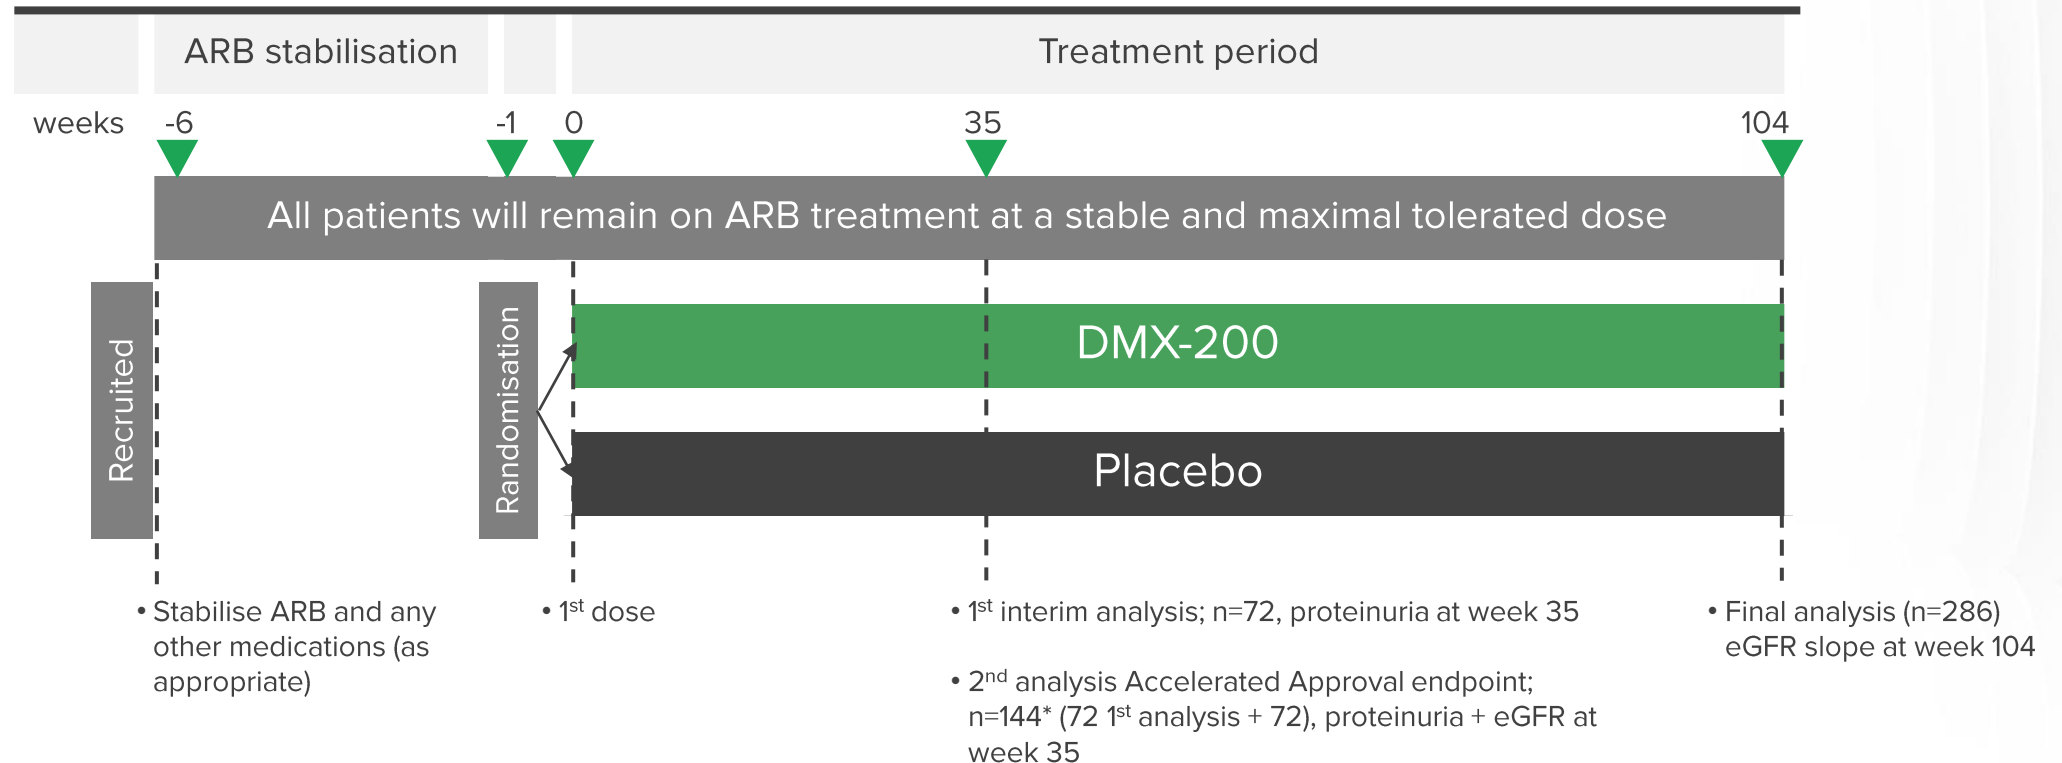 ARB stabilisation
Treatment period
weeks
-6
-1
0
35
104
All patients will remain on ARB treatment at a stable and maximal tolerated dose
Recruited
Randomisation
DMX-200
Placebo
• Stabilise ARB and any
other medications (as
appropriate)
• 1st dose
• 1st interim analysis; n=72, proteinuria at week 35
• 2nd analysis Accelerated Approval endpoint;
n=144* (72 1st analysis + 72), proteinuria + eGFR at
week 35
• Final analysis (n=286)
eGFR slope at week 104